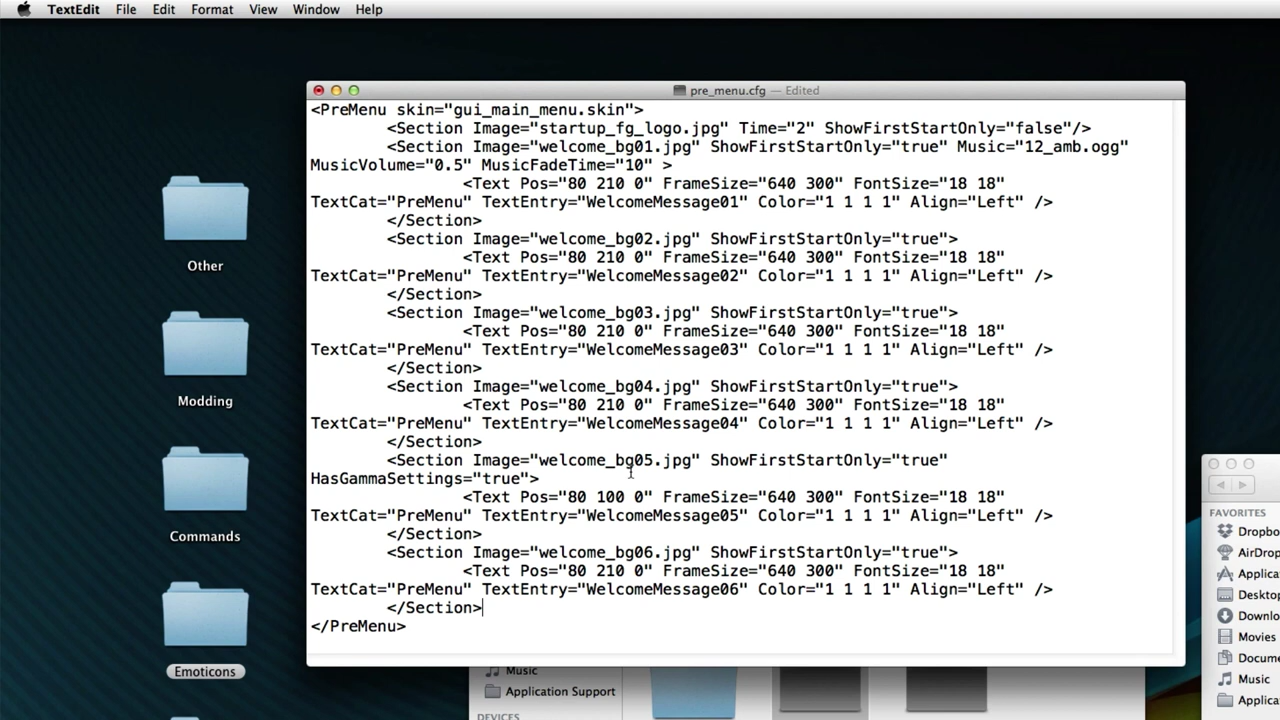 TextEdit File Edit Format View Window Help
pre_menu.cfg — Edited
<PreMenu skin="gui_main_menu.skin">
<Section Image="startup_fg_logo.jpg" Time="2" ShowFirstStartOnly="false"/>
<Section Image="welcome_bg01.jpg" ShowFirstStartOnly="true" Music="12_amb.ogg"
MusicVolume="0.5" MusicFadeTime="10" >
<Text Pos="80 210 0" FrameSize="640 300" FontSize="18 18"
TextCat="PreMenu" TextEntry="WelcomeMessage01" Color="1 1 1 1" Align="Left" />
</Section>
<Section Image="welcome_bg02.jpg" ShowFirstStartOnly="true">
<Text Pos="80 210 0" FrameSize="640 300" FontSize="18 18"
TextCat="PreMenu" TextEntry="WelcomeMessage02" Color="1 1 1 1" Align="Left" />
</Section>
<Section Image="welcome_bg03.jpg" ShowFirstStartOnly="true">
<Text Pos="80 210 0" FrameSize="640 300" FontSize="18 18"
TextCat="PreMenu" TextEntry="WelcomeMessage03" Color="1 1 1 1" Align="Left" />
</Section>
<Section Image="welcome_bg04.jpg" ShowFirstStartOnly="true">
<Text Pos="80 210 0" FrameSize="640 300" FontSize="18 18"
TextCat="PreMenu" TextEntry="WelcomeMessage04" Color="1 1 1 1" Align="Left" />
</Section>
<Section Image="welcome_bg05.jpg" ShowFirstStartOnly="true"
HasGammaSettings="true">
<Text Pos="80 100 0" FrameSize="640 300" FontSize="18 18"
TextCat="PreMenu" TextEntry="WelcomeMessage05" Color="1 1 1 1" Align="Left" />
</Section>
<Section Image="welcome_bg06.jpg" ShowFirstStartOnly="true">
<Text Pos="80 210 0" FrameSize="640 300" FontSize="18 18"
TextCat="PreMenu" TextEntry="WelcomeMessage06" Color="1 1 1 1" Align="Left" />
</Section>
</PreMenu>
Other
Modding
Commands
Emoticons
Music
Application Support
DEVICES
FAVORITES
Dropbo
AirDrop
Applica
Desktop
Downlo
Movies
Docume
Music
Applica